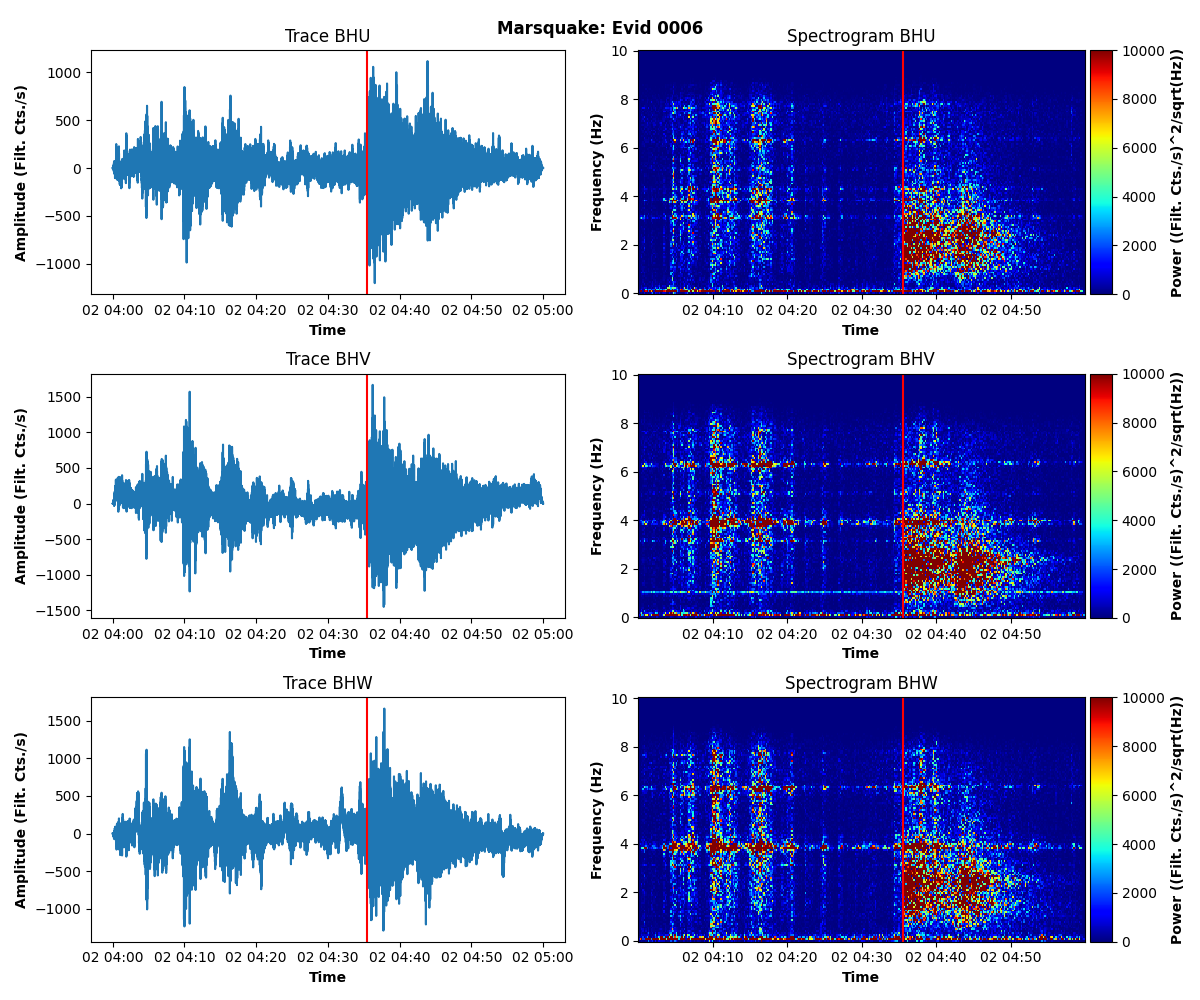 Marsquake: Evid 0006
Trace BHU
Amplitude (Filt. Cts./s)
1000
500
0
−500
−1000
02 04:00 02 04:10 02 04:20 02 04:30 02 04:40 02 04:50 02 05:00
Time
Spectrogram BHU
Frequency (Hz)
10
8
6
4
2
0
02 04:10 02 04:20 02 04:30 02 04:40 02 04:50
Time
10000
8000
6000
4000
2000
0
Power ((Filt. Cts./s)^2/sqrt(Hz))
Trace BHV
Amplitude (Filt. Cts./s)
1500
1000
500
0
−500
−1000
−1500
02 04:00 02 04:10 02 04:20 02 04:30 02 04:40 02 04:50 02 05:00
Time
Spectrogram BHV
Frequency (Hz)
10
8
6
4
2
0
02 04:10 02 04:20 02 04:30 02 04:40 02 04:50
Time
10000
8000
6000
4000
2000
0
Power ((Filt. Cts./s)^2/sqrt(Hz))
Trace BHW
Amplitude (Filt. Cts./s)
1500
1000
500
0
−500
−1000
02 04:00 02 04:10 02 04:20 02 04:30 02 04:40 02 04:50 02 05:00
Time
Spectrogram BHW
Frequency (Hz)
10
8
6
4
2
0
02 04:10 02 04:20 02 04:30 02 04:40 02 04:50
Time
10000
8000
6000
4000
2000
0
Power ((Filt. Cts./s)^2/sqrt(Hz))